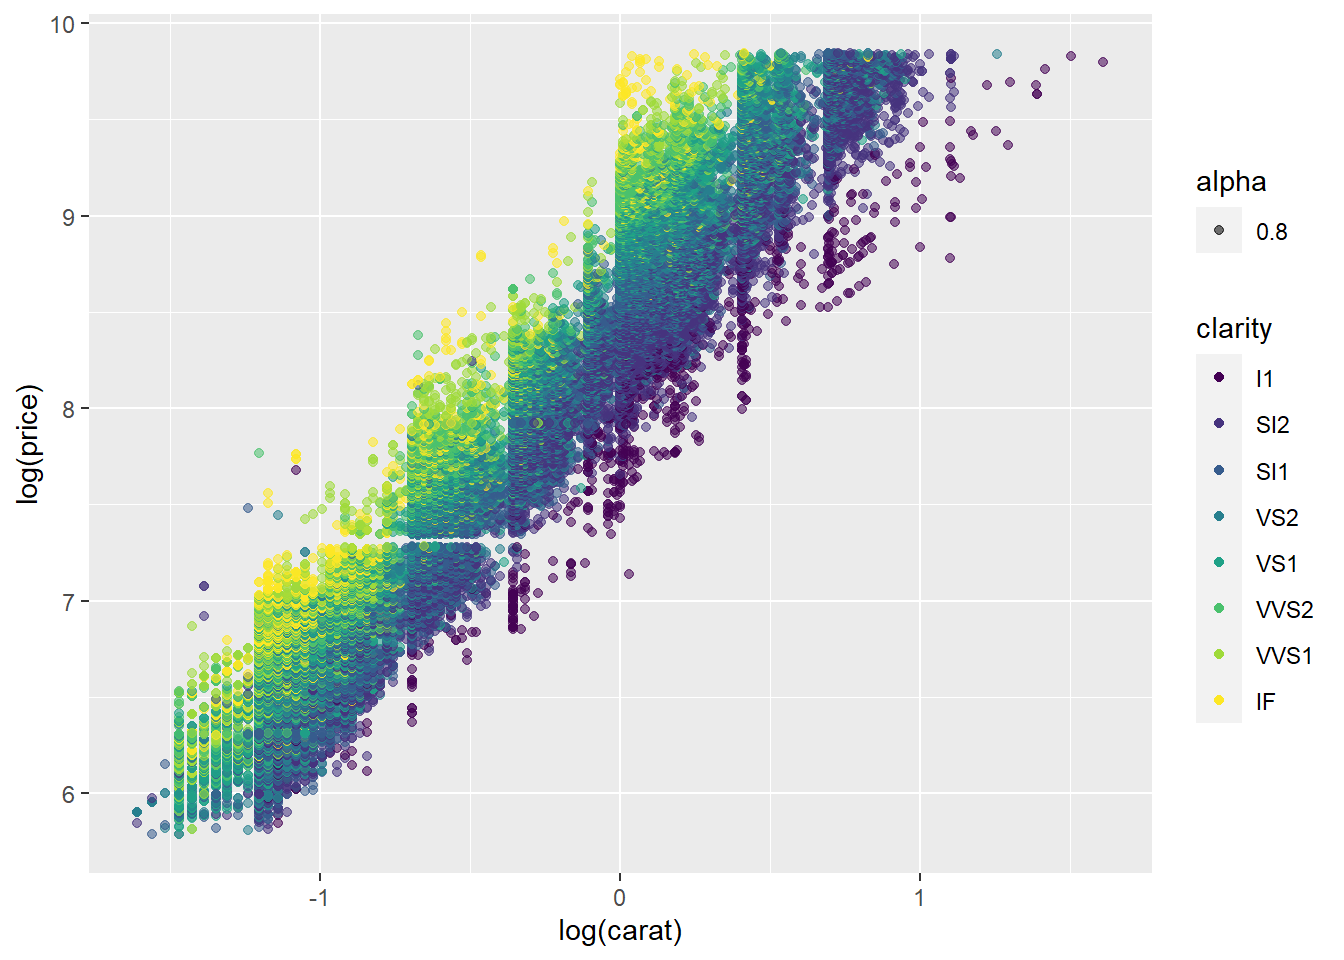 10
9
8
7
6
log(price)
-1
0
1
log(carat)
alpha
0.8
clarity
I1
SI2
SI1
VS2
VS1
VVS2
VVS1
IF